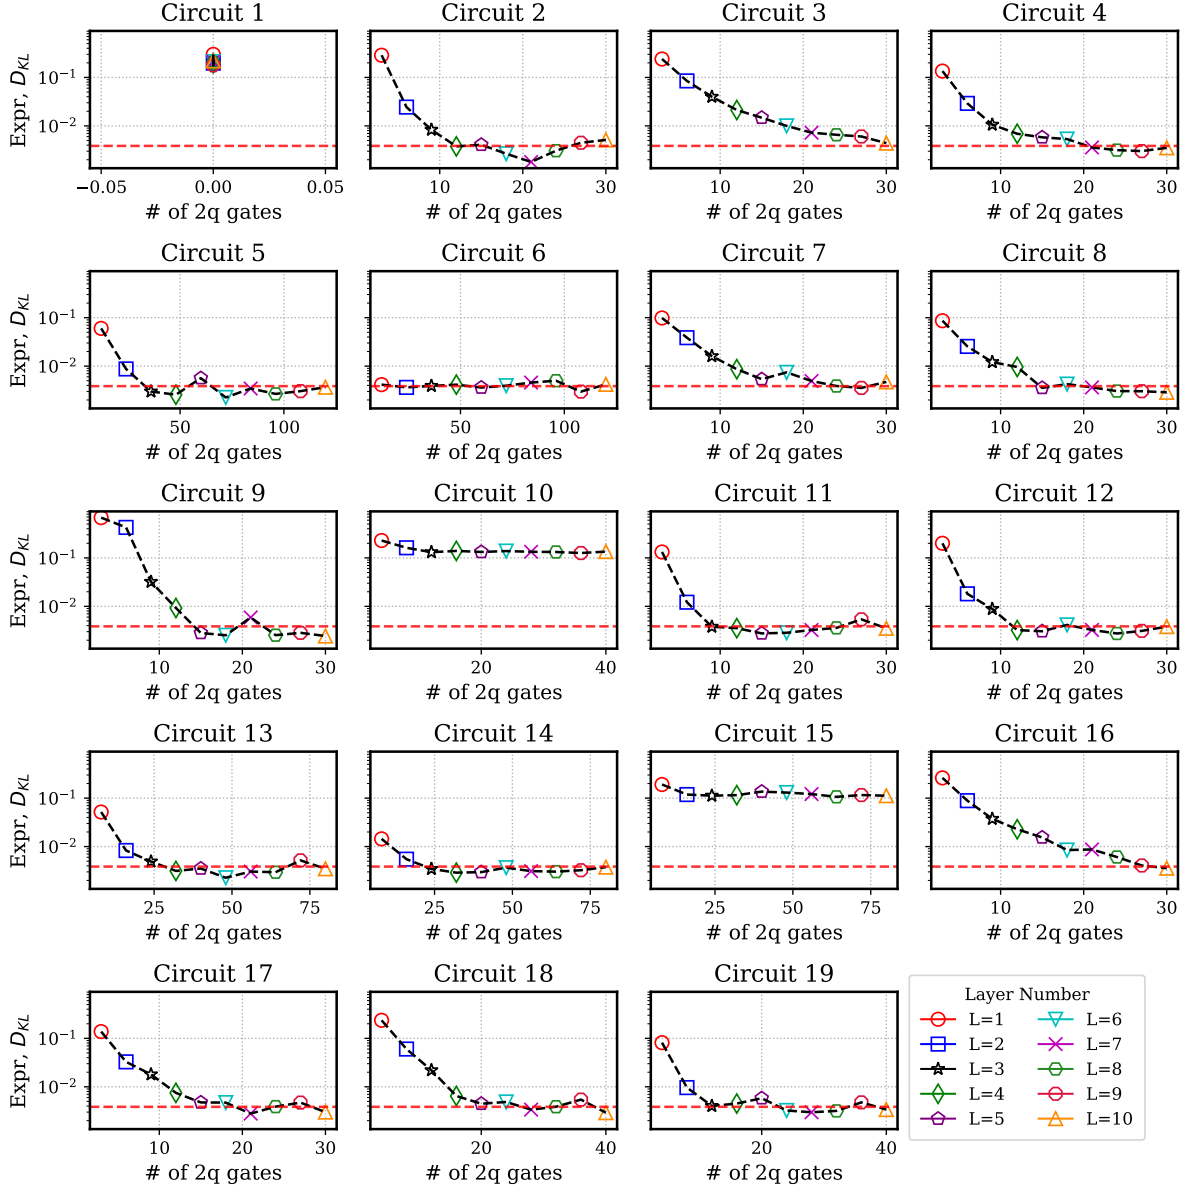 Circuit 1 Circuit 2 Circuit 3 Circuit 4
Expr, D_KL
10⁻¹
10⁻²
−0.05 0.00 0.05 10 20 30 10 20 30 10 20 30
# of 2q gates # of 2q gates # of 2q gates # of 2q gates
Circuit 5 Circuit 6 Circuit 7 Circuit 8
Expr, D_KL
10⁻¹
10⁻²
50 100 50 100 10 20 30 10 20 30
# of 2q gates # of 2q gates # of 2q gates # of 2q gates
Circuit 9 Circuit 10 Circuit 11 Circuit 12
Expr, D_KL
10⁻¹
10⁻²
10 20 30 20 40 10 20 30 10 20 30
# of 2q gates # of 2q gates # of 2q gates # of 2q gates
Circuit 13 Circuit 14 Circuit 15 Circuit 16
Expr, D_KL
10⁻¹
10⁻²
25 50 75 25 50 75 25 50 75 10 20 30
# of 2q gates # of 2q gates # of 2q gates # of 2q gates
Circuit 17 Circuit 18 Circuit 19
Expr, D_KL
10⁻¹
10⁻²
10 20 30 20 40 20 40
# of 2q gates # of 2q gates # of 2q gates
Layer Number
L=1 L=6
L=2 L=7
L=3 L=8
L=4 L=9
L=5 L=10